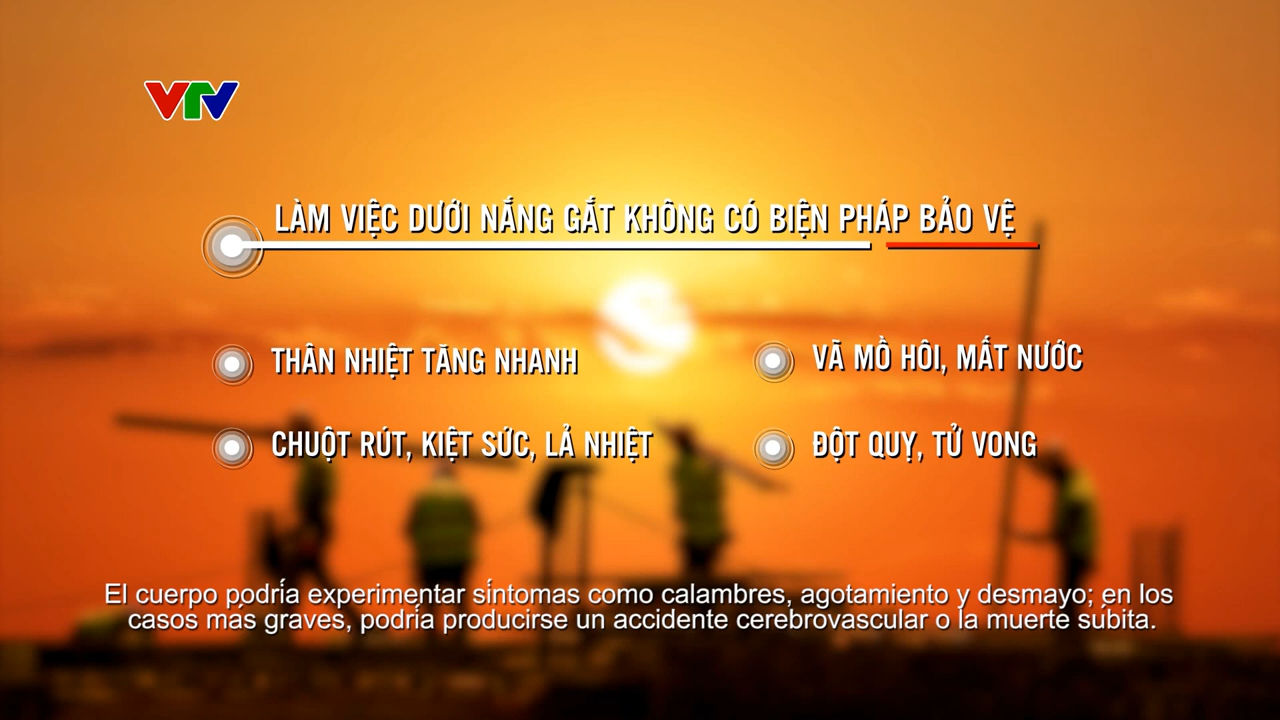 VTV
LÀM VIỆC DƯỚI NẮNG GẮT KHÔNG CÓ BIỆN PHÁP BẢO VỆ
THÂN NHIỆT TĂNG NHANH
VÃ MỒ HÔI, MẤT NƯỚC
CHUỘT RÚT, KIỆT SỨC, LẢ NHIỆT
ĐỘT QUỴ, TỬ VONG
El cuerpo podría experimentar síntomas como calambres, agotamiento y desmayo; en los
casos más graves, podría producirse un accidente cerebrovascular o la muerte súbita.